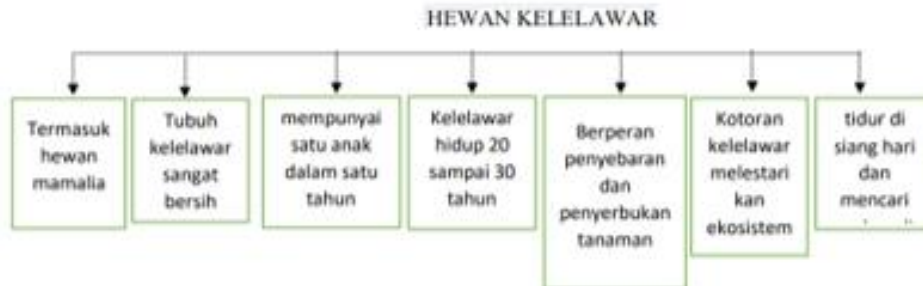 HEWAN KELELAWAR
Termasuk
hewan
mamalia
Tubuh
kelelawar
sangat
bersih
mempunyai
satu anak
dalam satu
tahun
Kelelawar
hidup 20
sampai 30
tahun
Berperan
penyebaran
dan
penyerbukan
tanaman
Kotoran
kelelawar
melestari
kan
ekosistem
tidur di
siang hari
dan
mencari